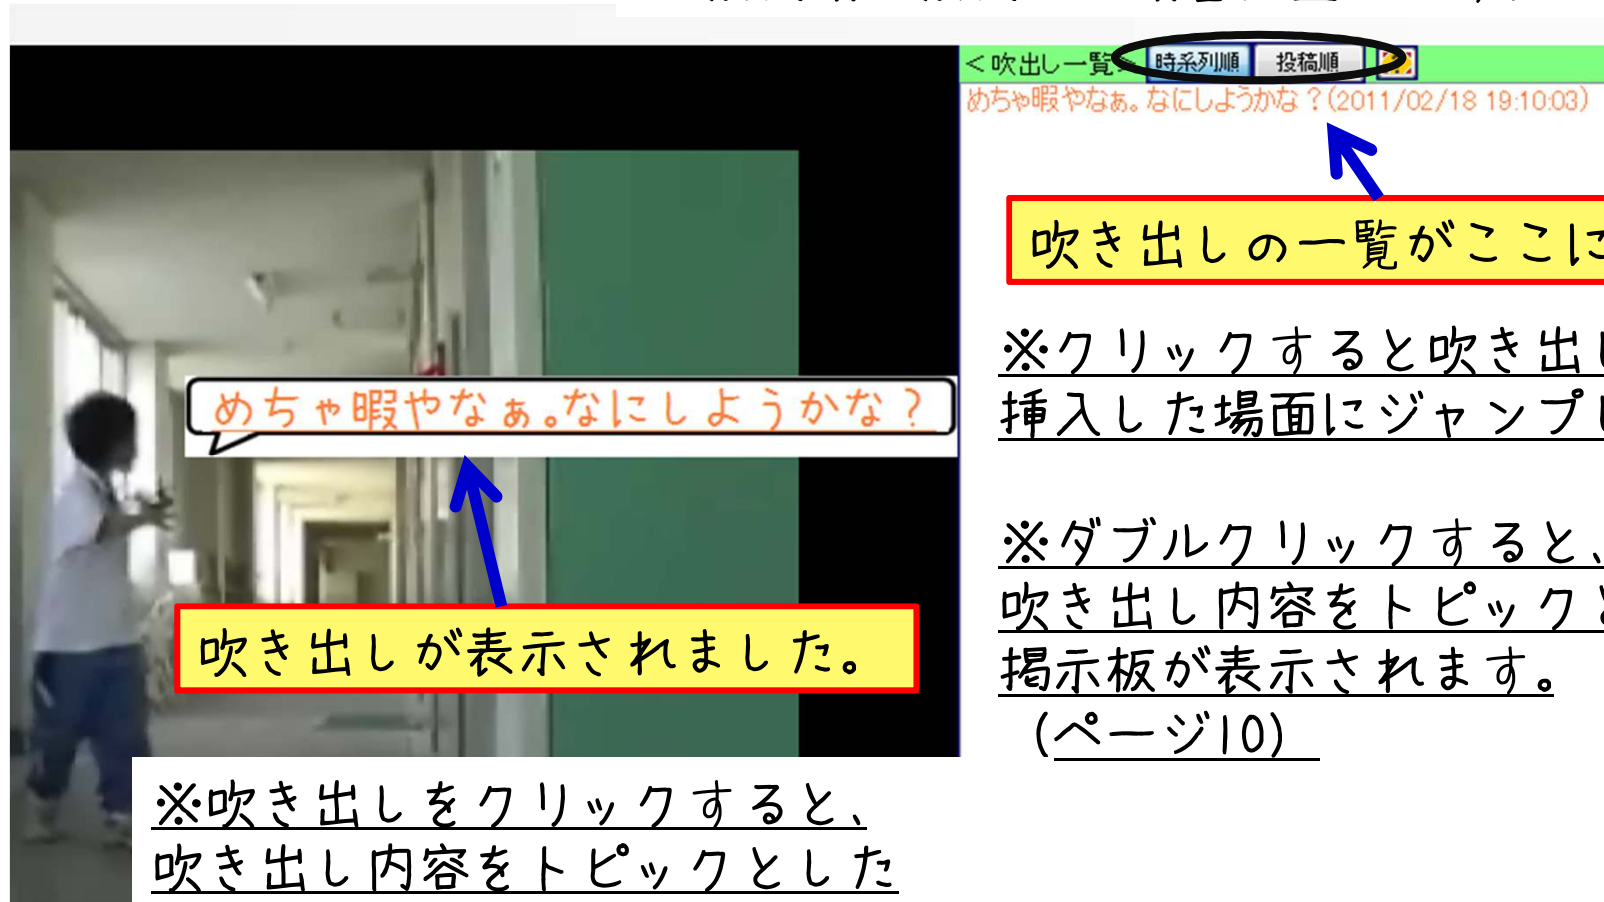 <吹出し一覧> 時系列順 投稿順
めちゃ暇やなぁ。なにしようかな?(2011/02/18 19:10:03)
吹き出しの一覧がここに
※クリックすると吹き出し
挿入した場面にジャンプし
めちゃ暇やなぁ。なにしようかな?
※ダブルクリックすると、
吹き出し内容をトピックと
掲示板が表示されます。
(ページ10)
吹き出しが表示されました。
※吹き出しをクリックすると、
吹き出し内容をトピックとした